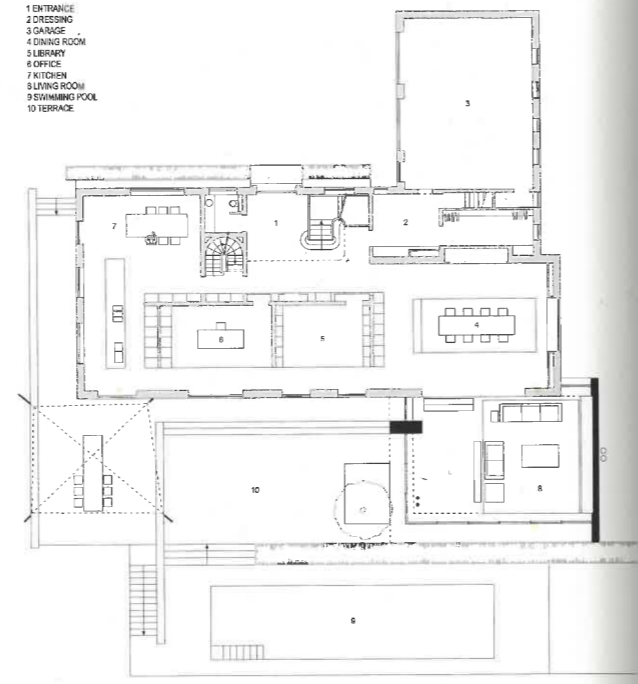 1 ENTRANCE
2 DRESSING
3 GARAGE
4 DINING ROOM
5 LIBRARY
6 OFFICE
7 KITCHEN
8 LIVING ROOM
9 SWIMMING POOL
10 TERRACE
3
7
1
2
4
6
5
8
10
9